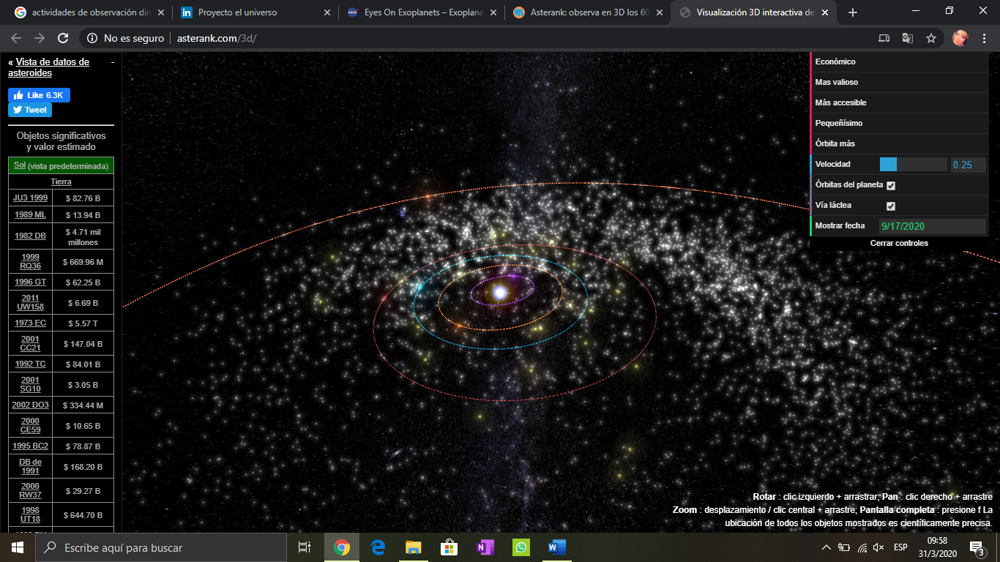 actividades de observación dire
Proyecto el universo
Eyes On Exoplanets – Exoplane
Asterank: observa en 3D los 60
Visualización 3D interactiva de
No es seguro
asterank.com/3d/
« Vista de datos de -
asteroides
Like 6.3K
Tweet
Objetos significativos
y valor estimado
Sol (vista predeterminada)
Tierra
JU3 1999 $ 82.76 B
1989 ML $ 13.94 B
1982 DB $ 4.71 mil
millones
1999
RQ36 $ 669.96 M
1996 GT $ 62.25 B
2011
UW158 $ 6.69 B
1973 EC $ 5.57 T
2001
CC21 $ 147.04 B
1992 TC $ 84.01 B
2001
SG10 $ 3.05 B
2002 DO3 $ 334.44 M
2000
CE59 $ 10.65 B
1995 BC2 $ 78.87 B
DB de
1991 $ 168.20 B
2000
RW37 $ 29.27 B
1998
UT18 $ 644.70 B
Económico
Mas valioso
Más accesible
Pequeñísimo
Órbita más
Velocidad 0.25
Órbitas del planeta
Vía láctea
Mostrar fecha 9/17/2020
Cerrar controles
Rotar : clic izquierdo + arrastrar; Pan : clic derecho + arrastre
Zoom : desplazamiento / clic central + arrastre; Pantalla completa : presione f La
ubicación de todos los objetos mostrados es científicamente precisa.
Escribe aquí para buscar
ESP
09:58
31/3/2020
3